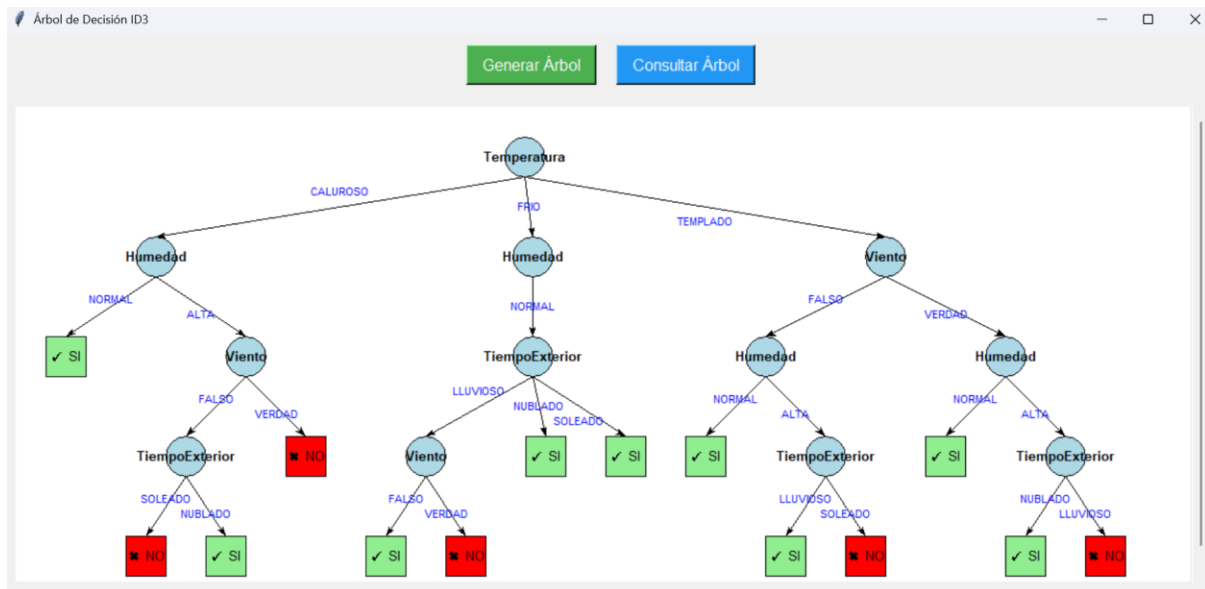 Árbol de Decisión ID3
Generar Árbol
Consultar Árbol
Temperatura
CALUROSO
FRIO
TEMPLADO
Humedad
Humedad
Viento
NORMAL
ALTA
NORMAL
FALSO
VERDAD
✔ SI
Viento
TiempoExterior
Humedad
Humedad
FALSO
VERDAD
LLUVIOSO
NUBLADO
SOLEADO
NORMAL
ALTA
NORMAL
ALTA
TiempoExterior
✖ NO
Viento
✔ SI
✔ SI
✔ SI
TiempoExterior
✔ SI
TiempoExterior
SOLEADO
NUBLADO
FALSO
VERDAD
LLUVIOSO
SOLEADO
NUBLADO
LLUVIOSO
✖ NO
✔ SI
✔ SI
✖ NO
✔ SI
✖ NO
✔ SI
✖ NO